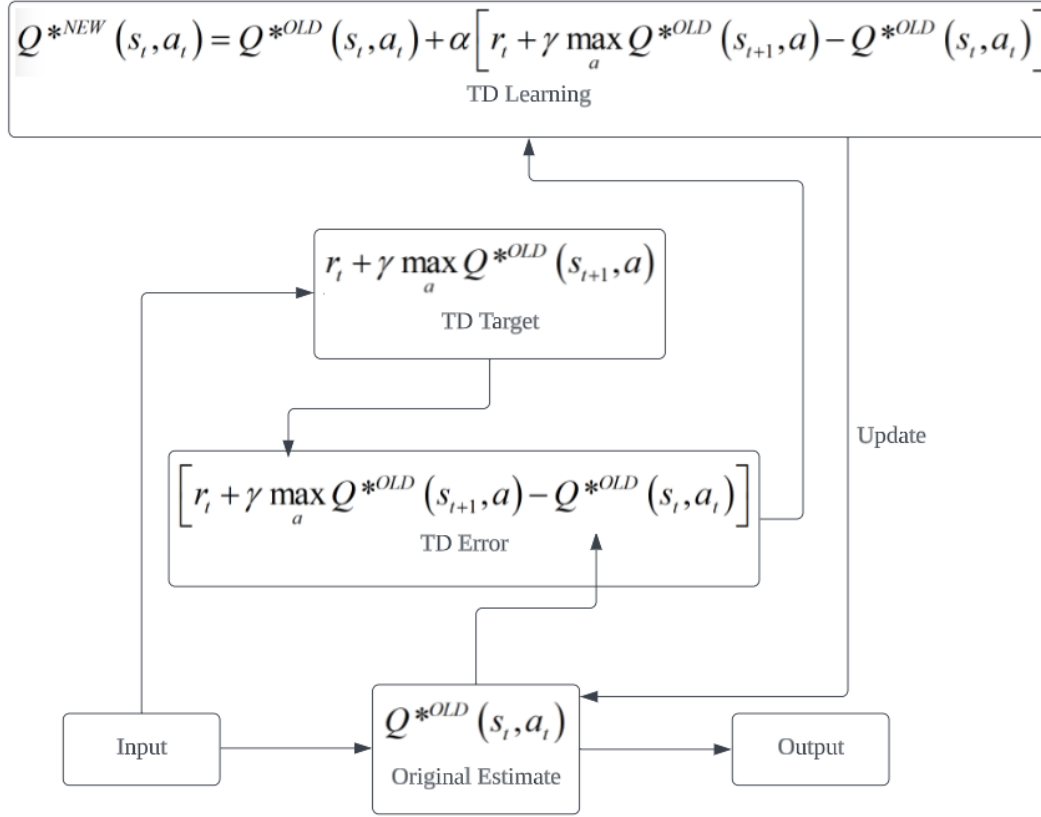 Q*^{NEW}(s_t, a_t) = Q*^{OLD}(s_t, a_t) + α[r_t + γ max_a Q*^{OLD}(s_{t+1}, a) − Q*^{OLD}(s_t, a_t)]
TD Learning
r_t + γ max_a Q*^{OLD}(s_{t+1}, a)
TD Target
Update
[r_t + γ max_a Q*^{OLD}(s_{t+1}, a) − Q*^{OLD}(s_t, a_t)]
TD Error
Q*^{OLD}(s_t, a_t)
Original Estimate
Input
Output